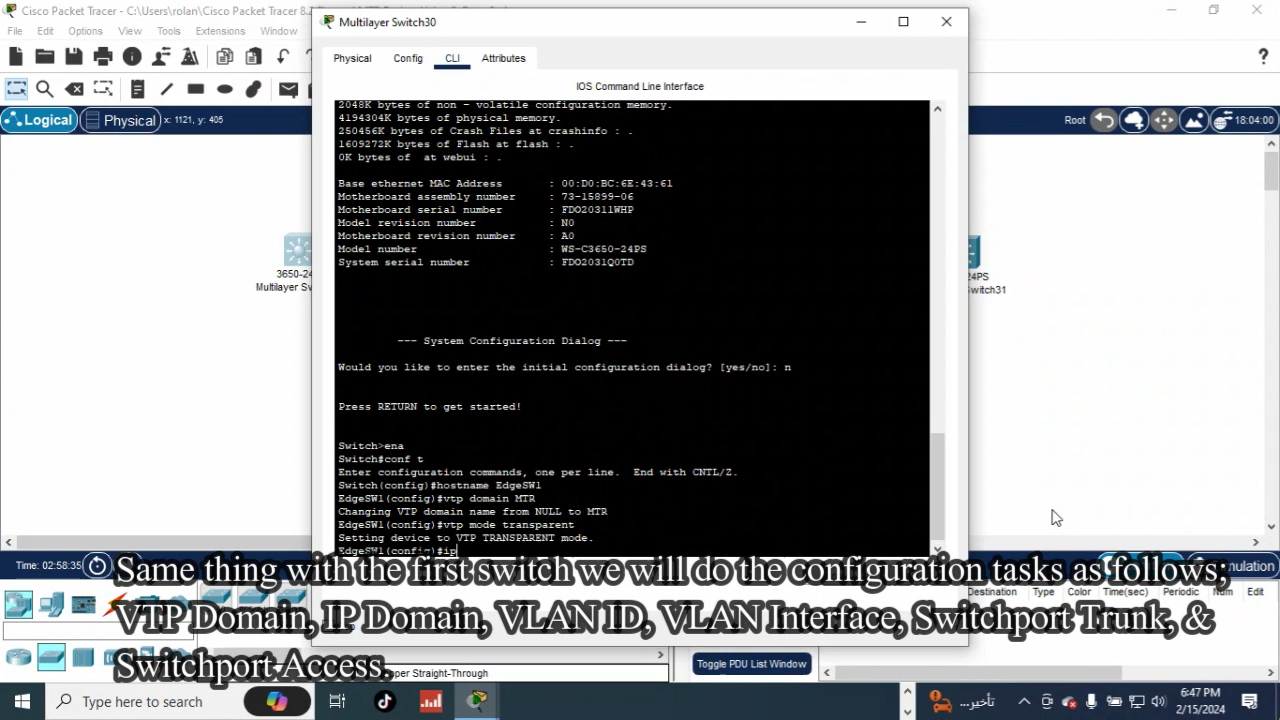 Cisco Packet Tracer - C:\Users\rolan\Cisco Packet Tracer 8.
File Edit Options View Tools Extensions Window
Logical Physical x: 1121, y: 405
Root 18:04:00
3650-24
Multilayer Sw
24PS
Switch31
Multilayer Switch30
Physical Config CLI Attributes
IOS Command Line Interface
2048K bytes of non - volatile configuration memory.
4194304K bytes of physical memory.
250456K bytes of Crash Files at crashinfo : .
1609272K bytes of Flash at flash : .
0K bytes of  at webui : .
Base ethernet MAC Address : 00:D0:BC:6E:43:61
Motherboard assembly number : 73-15899-06
Motherboard serial number : FDO20311WHP
Model revision number : N0
Motherboard revision number : A0
Model number : WS-C3650-24PS
System serial number : FDO2031Q0TD
--- System Configuration Dialog ---
Would you like to enter the initial configuration dialog? [yes/no]: n
Press RETURN to get started!
Switch>ena
Switch#conf t
Enter configuration commands, one per line.  End with CNTL/Z.
Switch(config)#hostname EdgeSW1
EdgeSW1(config)#vtp domain MTR
Changing VTP domain name from NULL to MTR
EdgeSW1(config)#vtp mode transparent
Setting device to VTP TRANSPARENT mode.
EdgeSW1(config)#ip
Same thing with the first switch we will do the configuration tasks as follows;
VTP Domain, IP Domain, VLAN ID, VLAN Interface, Switchport Trunk, &
Switchport Access.
Time: 02:58:35
Destination Type Color Time(sec) Periodic Num Edit
Toggle PDU List Window
Type here to search
تأخير...
6:47 PM
2/15/2024